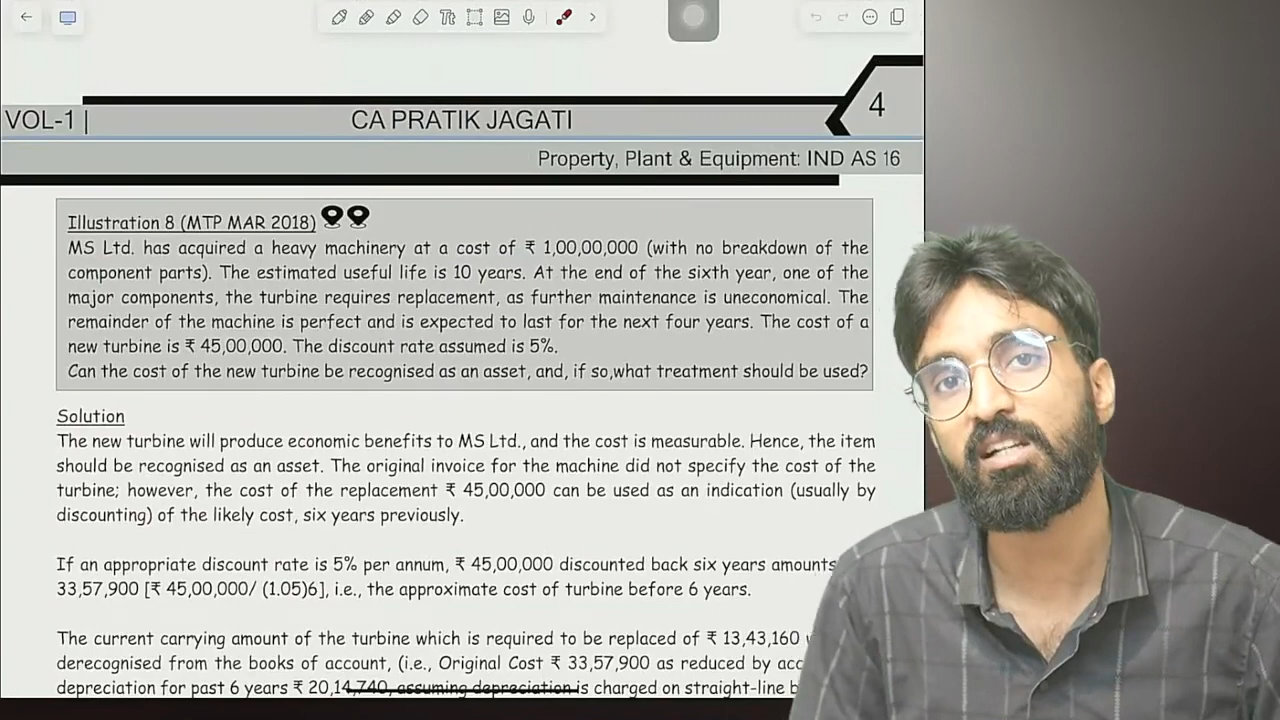 VOL-1 |
CA PRATIK JAGATI
4
Property, Plant & Equipment: IND AS 16
Illustration 8 (MTP MAR 2018)
MS Ltd. has acquired a heavy machinery at a cost of ₹ 1,00,00,000 (with no breakdown of the
component parts). The estimated useful life is 10 years. At the end of the sixth year, one of the
major components, the turbine requires replacement, as further maintenance is uneconomical. The
remainder of the machine is perfect and is expected to last for the next four years. The cost of a
new turbine is ₹ 45,00,000. The discount rate assumed is 5%.
Can the cost of the new turbine be recognised as an asset, and, if so,what treatment should be used?
Solution
The new turbine will produce economic benefits to MS Ltd., and the cost is measurable. Hence, the item
should be recognised as an asset. The original invoice for the machine did not specify the cost of the
turbine; however, the cost of the replacement ₹ 45,00,000 can be used as an indication (usually by
discounting) of the likely cost, six years previously.
If an appropriate discount rate is 5% per annum, ₹ 45,00,000 discounted back six years amounts
33,57,900 [₹ 45,00,000/ (1.05)6], i.e., the approximate cost of turbine before 6 years.
The current carrying amount of the turbine which is required to be replaced of ₹ 13,43,160
derecognised from the books of account, (i.e., Original Cost ₹ 33,57,900 as reduced by
depreciation for past 6 years ₹ 20,14,740, assuming depreciation is charged on straight-line